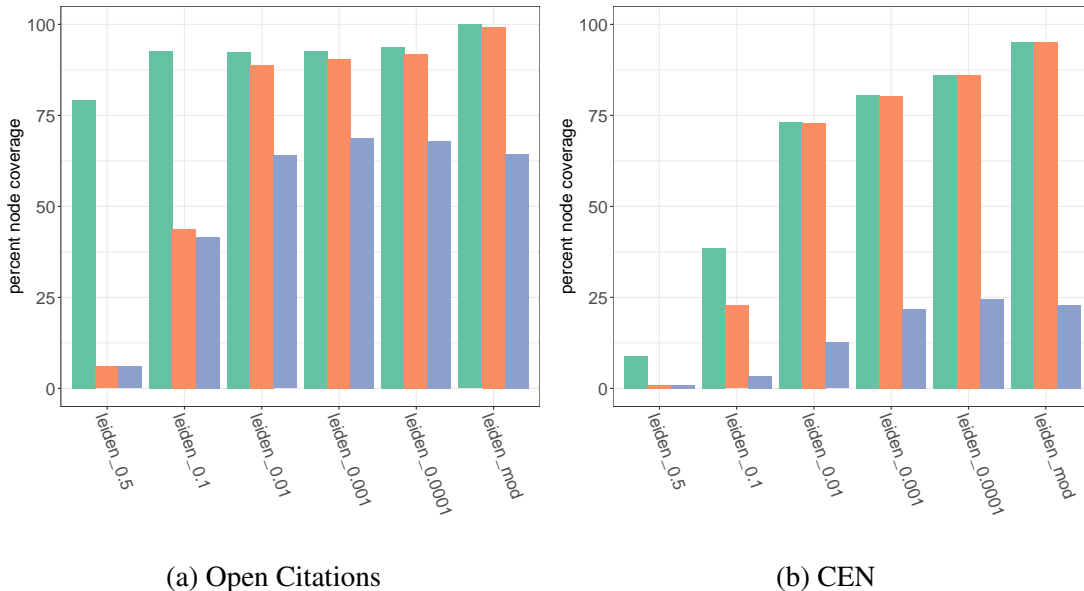 percent node coverage
100
75
50
25
0
leiden_0.5
leiden_0.1
leiden_0.01
leiden_0.001
leiden_0.0001
leiden_mod
(a) Open Citations
percent node coverage
100
75
50
25
0
leiden_0.5
leiden_0.1
leiden_0.01
leiden_0.001
leiden_0.0001
leiden_mod
(b) CEN